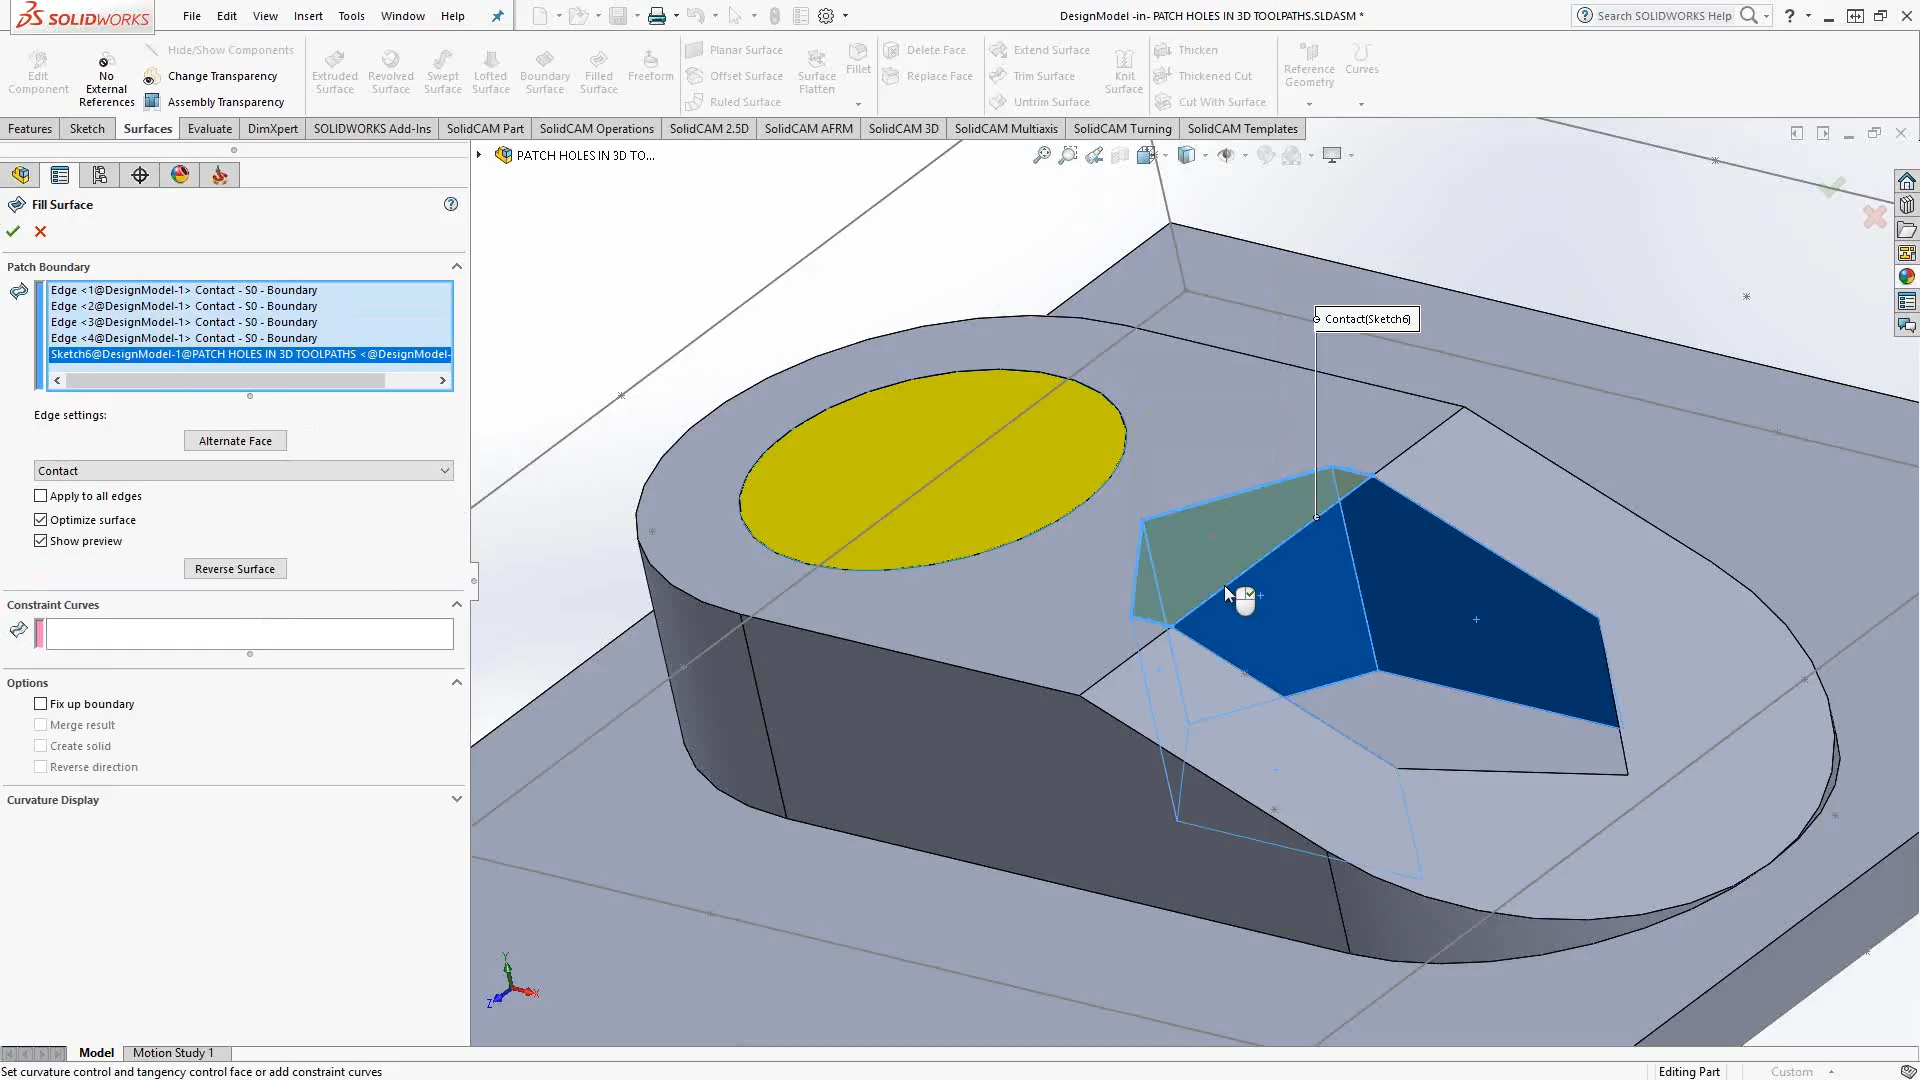 SOLIDWORKS
File Edit View Insert Tools Window Help
DesignModel -in- PATCH HOLES IN 3D TOOLPATHS.SLDASM *
Search SOLIDWORKS Help
Edit Component
No External References
Hide/Show Components
Change Transparency
Assembly Transparency
Extruded Surface
Revolved Surface
Swept Surface
Lofted Surface
Boundary Surface
Filled Surface
Freeform
Planar Surface
Offset Surface
Ruled Surface
Surface Flatten
Fillet
Delete Face
Replace Face
Extend Surface
Trim Surface
Untrim Surface
Knit Surface
Thicken
Thickened Cut
Cut With Surface
Reference Geometry
Curves
Features Sketch Surfaces Evaluate DimXpert SOLIDWORKS Add-Ins SolidCAM Part SolidCAM Operations SolidCAM 2.5D SolidCAM AFRM SolidCAM 3D SolidCAM Multiaxis SolidCAM Turning SolidCAM Templates
PATCH HOLES IN 3D TO...
Fill Surface
Patch Boundary
Edge <1@DesignModel-1> Contact - S0 - Boundary
Edge <2@DesignModel-1> Contact - S0 - Boundary
Edge <3@DesignModel-1> Contact - S0 - Boundary
Edge <4@DesignModel-1> Contact - S0 - Boundary
Sketch6@DesignModel-1@PATCH HOLES IN 3D TOOLPATHS <@DesignModel-
Edge settings:
Alternate Face
Contact
Apply to all edges
Optimize surface
Show preview
Reverse Surface
Constraint Curves
Options
Fix up boundary
Merge result
Create solid
Reverse direction
Curvature Display
Contact(Sketch6)
Y
Z
X
Model Motion Study 1
Set curvature control and tangency control face or add constraint curves
Editing Part
Custom